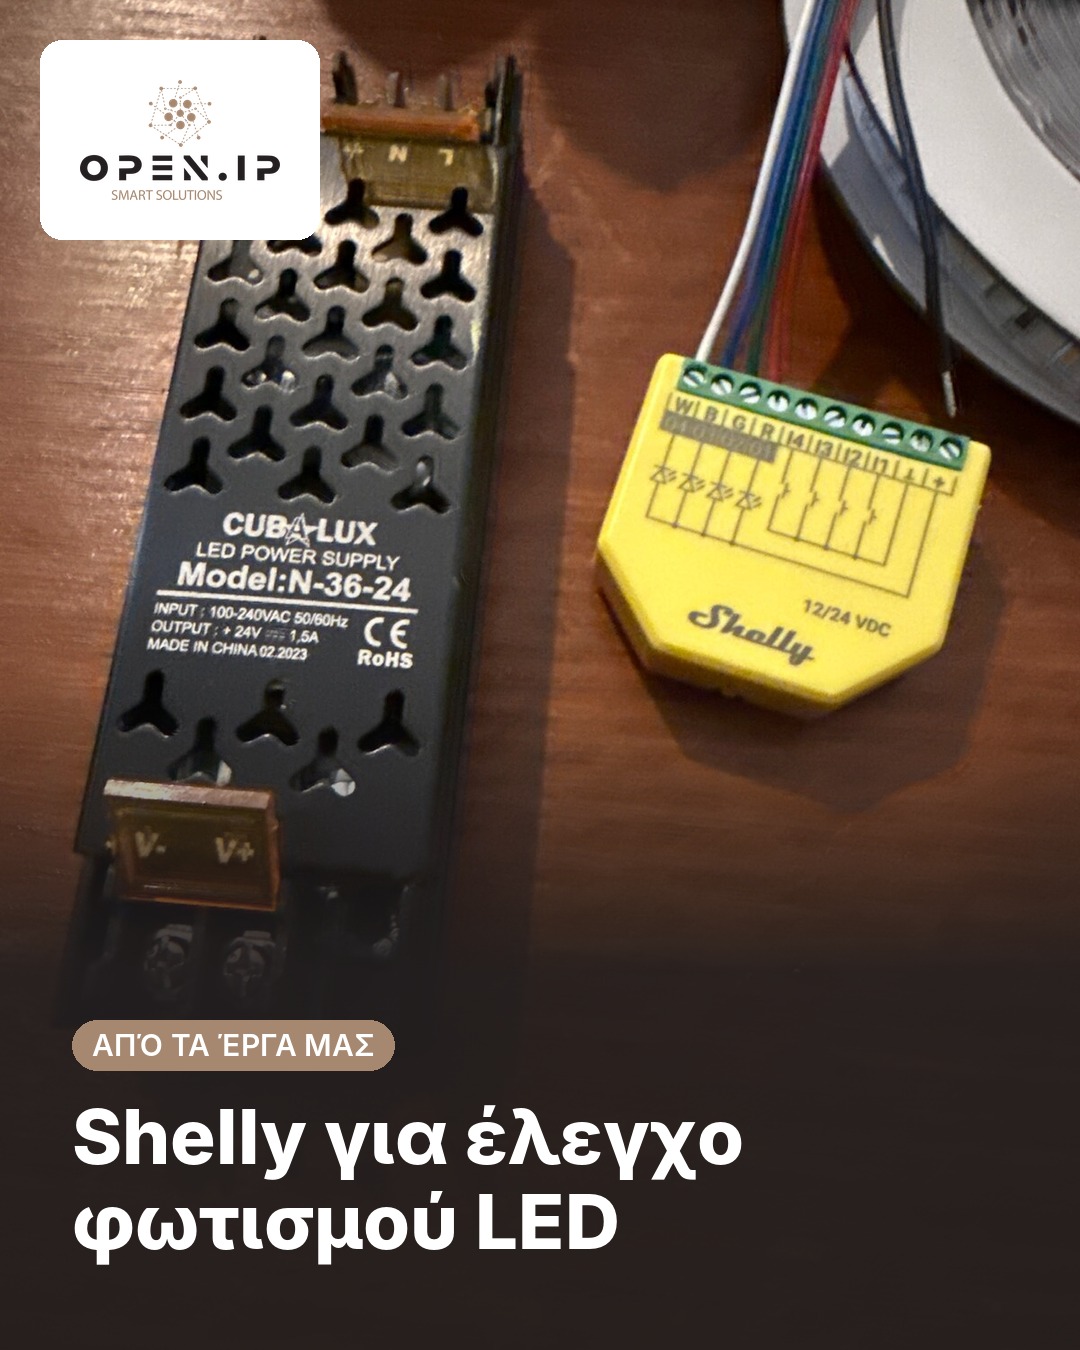 OPEN.IP
SMART SOLUTIONS
N L
CUBALUX
LED POWER SUPPLY
Model:N-36-24
INPUT : 100-240VAC 50/60Hz
OUTPUT : + 24V 1,5A
MADE IN CHINA 02.2023
CE
RoHS
V- V+
W B G R I4 I3 I2 I1 ⊥ +
12/24 VDC
Shelly
ΑΠΌ ΤΑ ΈΡΓΑ ΜΑΣ
Shelly για έλεγχο
φωτισμού LED